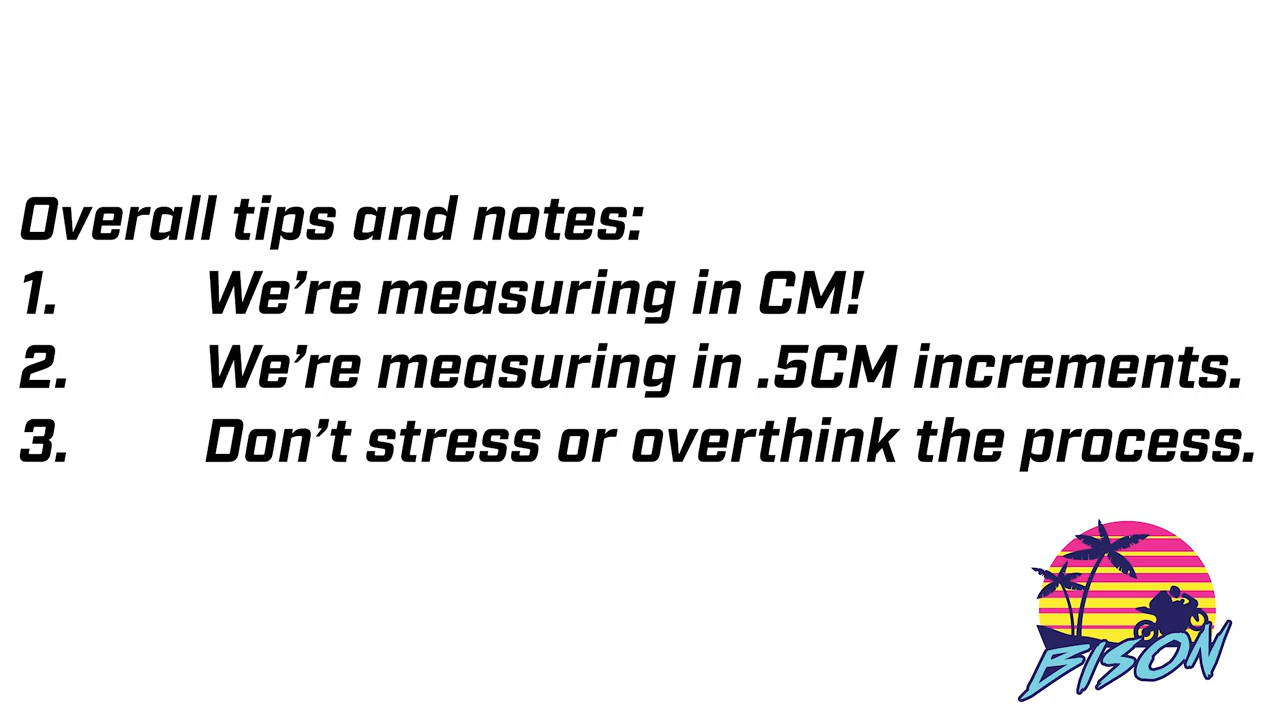 Overall tips and notes:
1. We’re measuring in CM!
2. We’re measuring in .5CM increments.
3. Don’t stress or overthink the process.
BISON